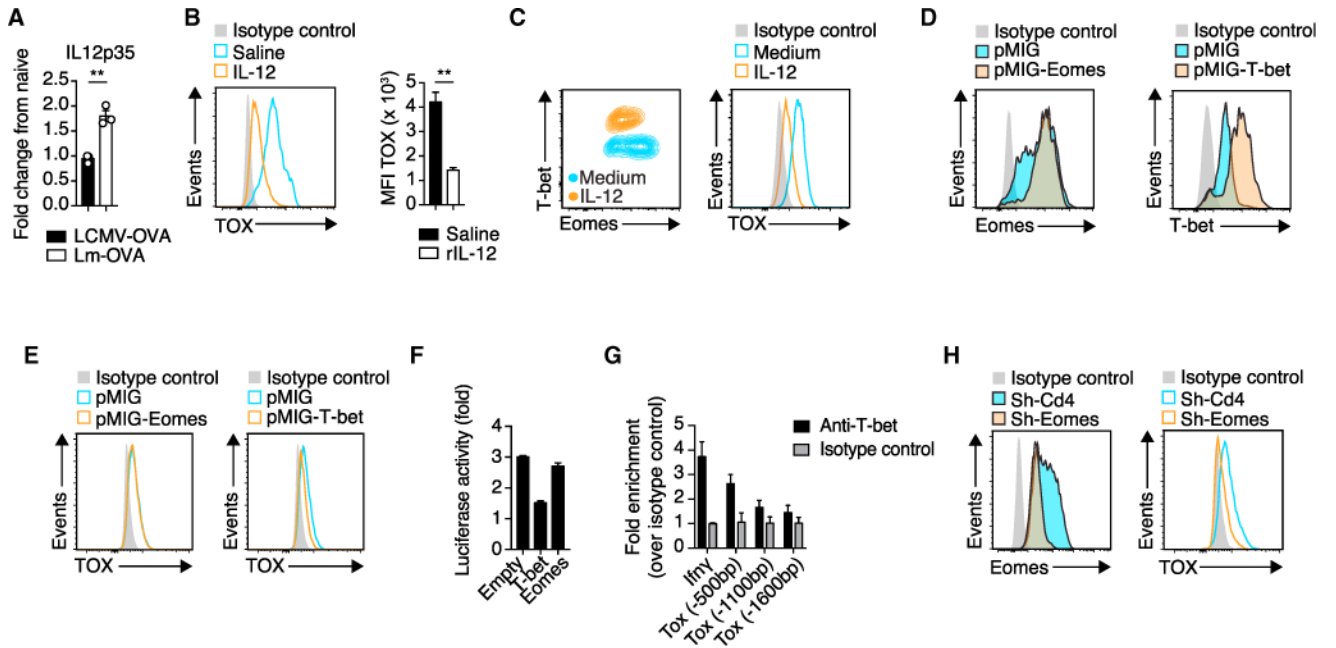 A
IL12p35
**
Fold change from naive
2.5
2.0
1.5
1.0
0.5
0.0
LCMV-OVA
Lm-OVA
B
Isotype control
Saline
IL-12
Events
TOX
**
MFI TOX (x 10³)
5
4
3
2
1
0
Saline
rIL-12
C
Isotype control
Medium
IL-12
T-bet
Medium
IL-12
Eomes
Events
TOX
D
Isotype control
pMIG
pMIG-Eomes
Events
Eomes
Isotype control
pMIG
pMIG-T-bet
Events
T-bet
E
Isotype control
pMIG
pMIG-Eomes
Events
TOX
Isotype control
pMIG
pMIG-T-bet
Events
TOX
F
Luciferase activity (fold)
4
3
2
1
0
Empty
T-bet
Eomes
G
Anti-T-bet
Isotype control
Fold enrichment
(over isotype control)
5
4
3
2
1
0
Ifnγ
Tox (-500bp)
Tox (-1100bp)
Tox (-1600bp)
H
Isotype control
Sh-Cd4
Sh-Eomes
Events
Eomes
Isotype control
Sh-Cd4
Sh-Eomes
Events
TOX